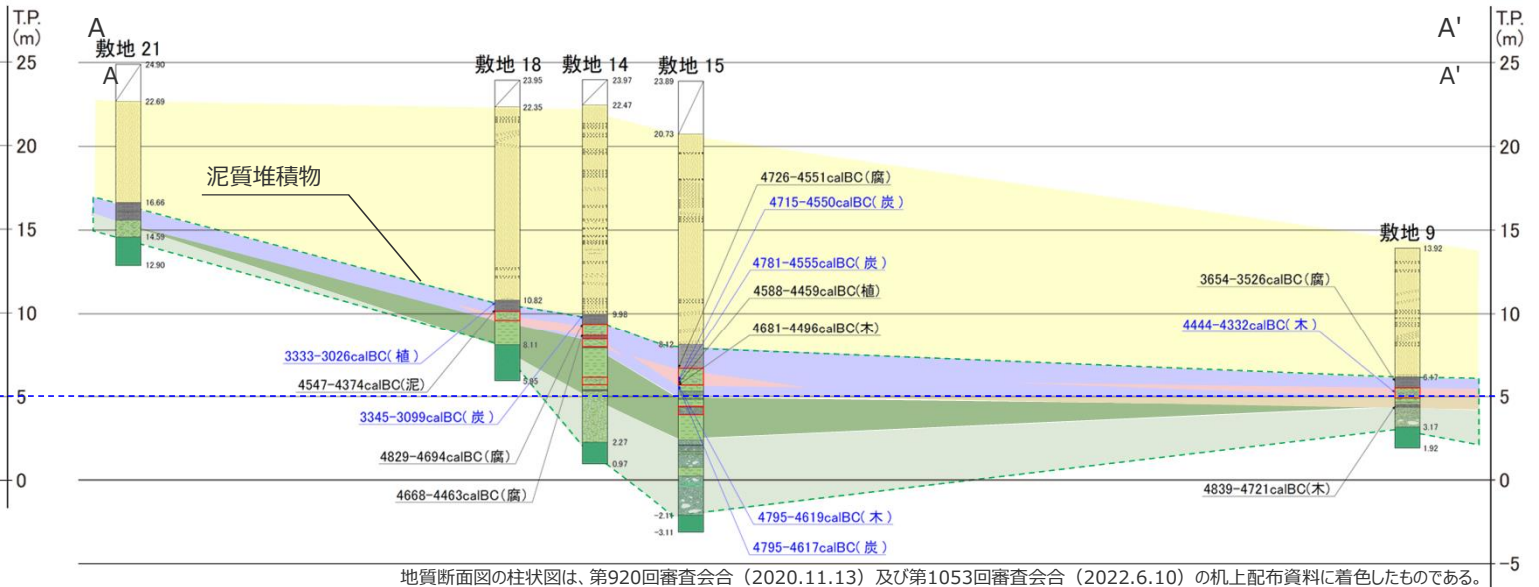 T.P.
(m)
A
A'
T.P.
(m)
敷地 21
A
敷地 18
敷地 14
敷地 15
A'
25
25
24.90
23.95
23.97
23.89
22.69
22.35
22.47
20.73
20
20
泥質堆積物
4726-4551calBC(腐)
4715-4550calBC( 炭 )
16.66
15
15
敷地 9
14.59
13.92
12.90
4781-4555calBC( 炭 )
3654-3526calBC(腐)
4588-4459calBC(植)
10.82
10
10
9.98
4444-4332calBC( 木 )
4681-4496calBC(木)
8.11
8.12
3333-3026calBC( 植 )
6.17
4547-4374calBC(泥)
5.95
5
5
3345-3099calBC( 炭 )
3.17
2.27
1.92
4829-4694calBC(腐)
0.97
0
0
4668-4463calBC(腐)
4839-4721calBC(木)
-2.11
4795-4619calBC( 木 )
-3.11
4795-4617calBC( 炭 )
-5
地質断面図の柱状図は、第920回審査会合（2020.11.13）及び第1053回審査会合（2022.6.10）の机上配布資料に着色したものである。